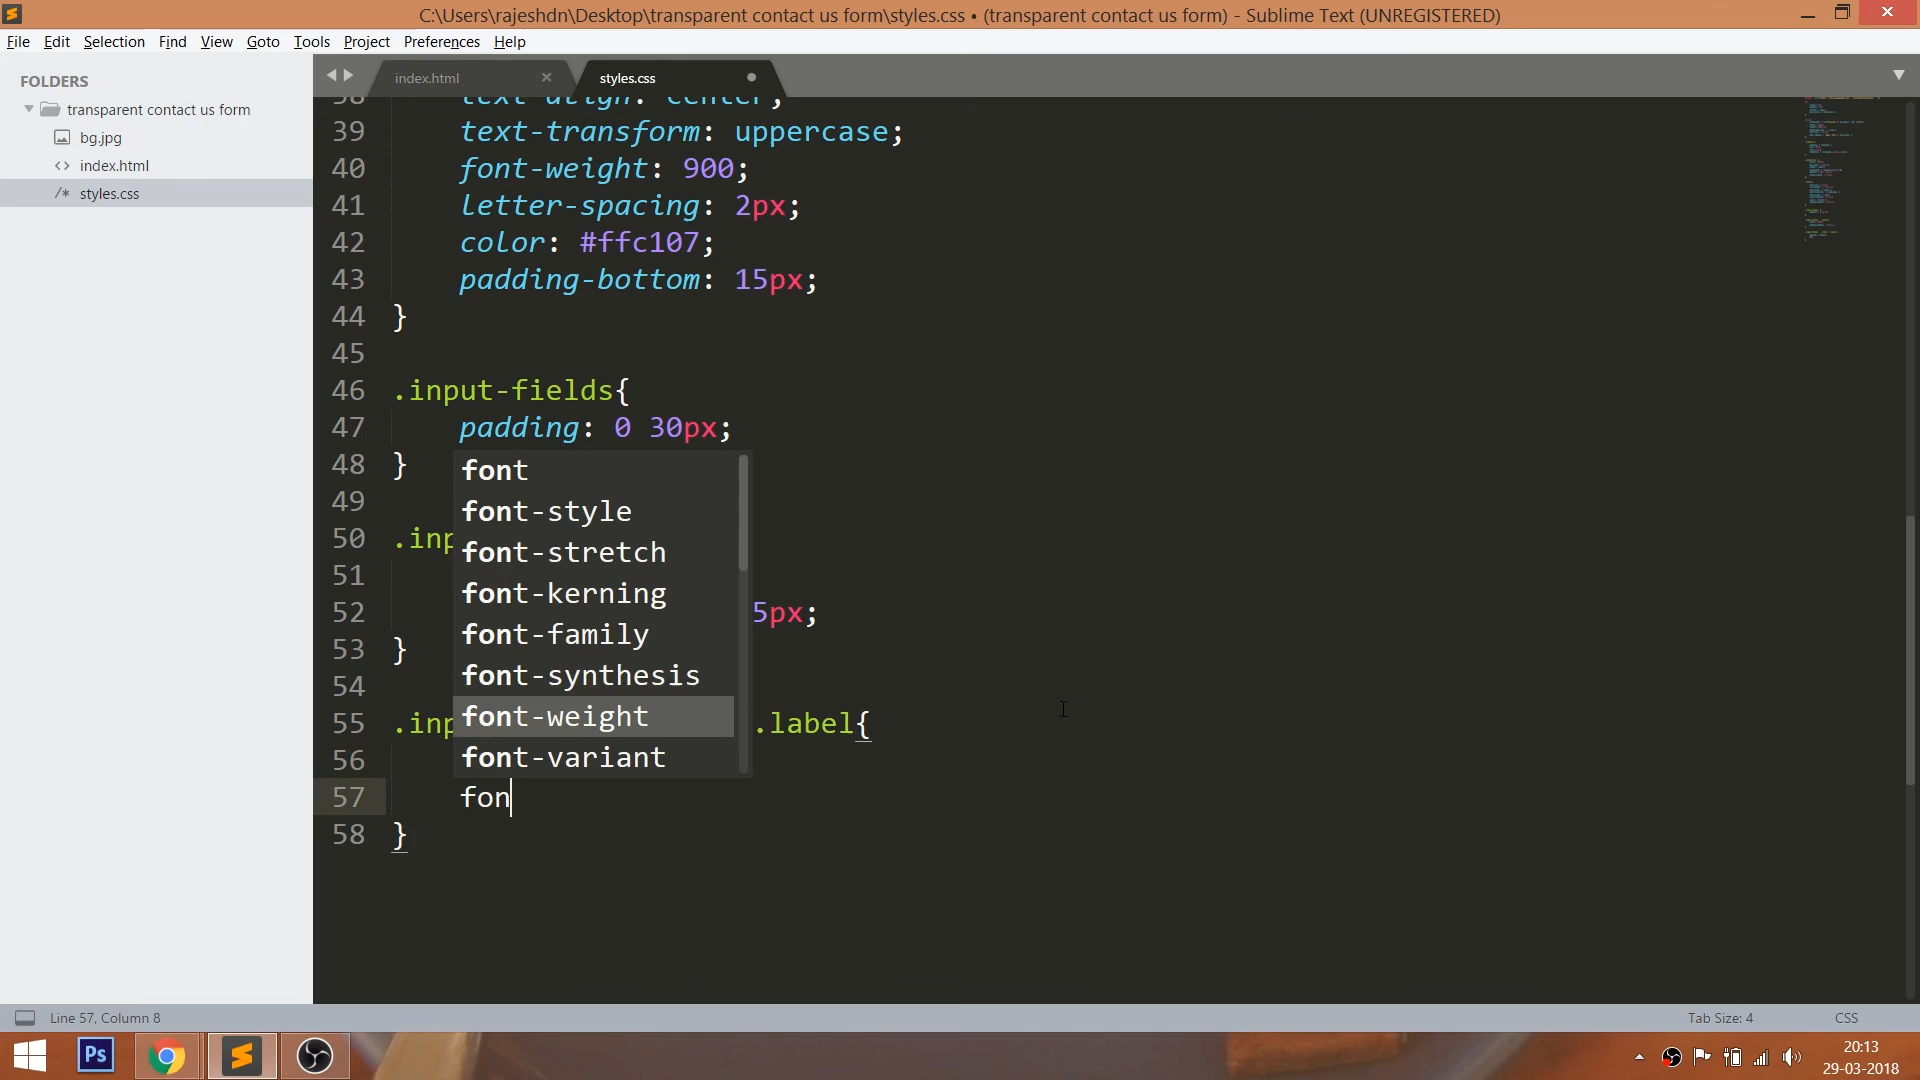 C:\Users\rajeshdn\Desktop\transparent contact us form\styles.css • (transparent contact us form) - Sublime Text (UNREGISTERED)
File Edit Selection Find View Goto Tools Project Preferences Help
FOLDERS
transparent contact us form
bg.jpg
index.html
styles.css
index.html
styles.css
38 text-align: center;
39 text-transform: uppercase;
40 font-weight: 900;
41 letter-spacing: 2px;
42 color: #ffc107;
43 padding-bottom: 15px;
44 }
45
46 .input-fields{
47 padding: 0 30px;
48 }
49
50 .inp
51
52 5px;
53 }
54
55 .inp .label{
56
57 fon
58 }
font
font-style
font-stretch
font-kerning
font-family
font-synthesis
font-weight
font-variant
Line 57, Column 8
Tab Size: 4
CSS
Ps
20:13
29-03-2018